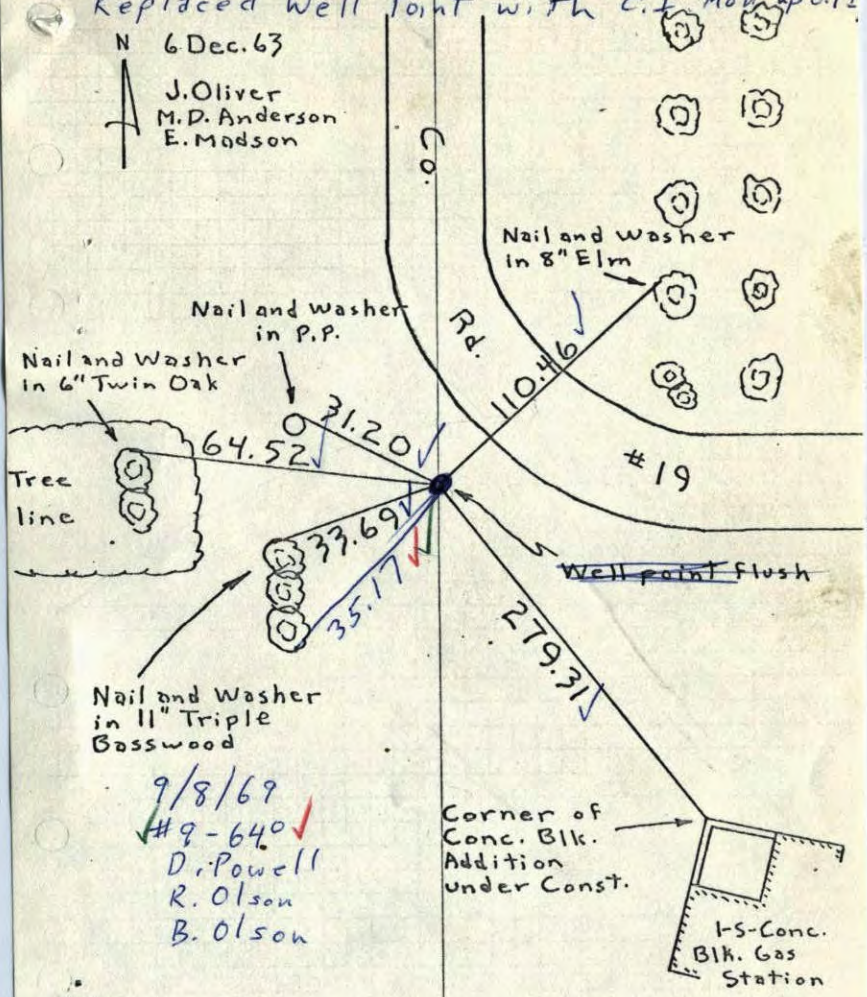 Replaced Well Point with C.I. Mon.
N
6 Dec. 63
J. Oliver
M.D. Anderson
E. Madson
Co.
Rd.
#19
Nail and Washer
in 8" Elm
Nail and Washer
in P.P.
Nail and Washer
in 6" Twin Oak
110.46
31.20
64.52
Tree
line
33.69
35.17
Well point flush
279.31
Nail and Washer
in 11" Triple
Basswood
9/8/69
#9-64°
D. Powell
R. Olson
B. Olson
Corner of
Conc. Blk.
Addition
under Const.
1-S-Conc.
Blk. Gas
Station